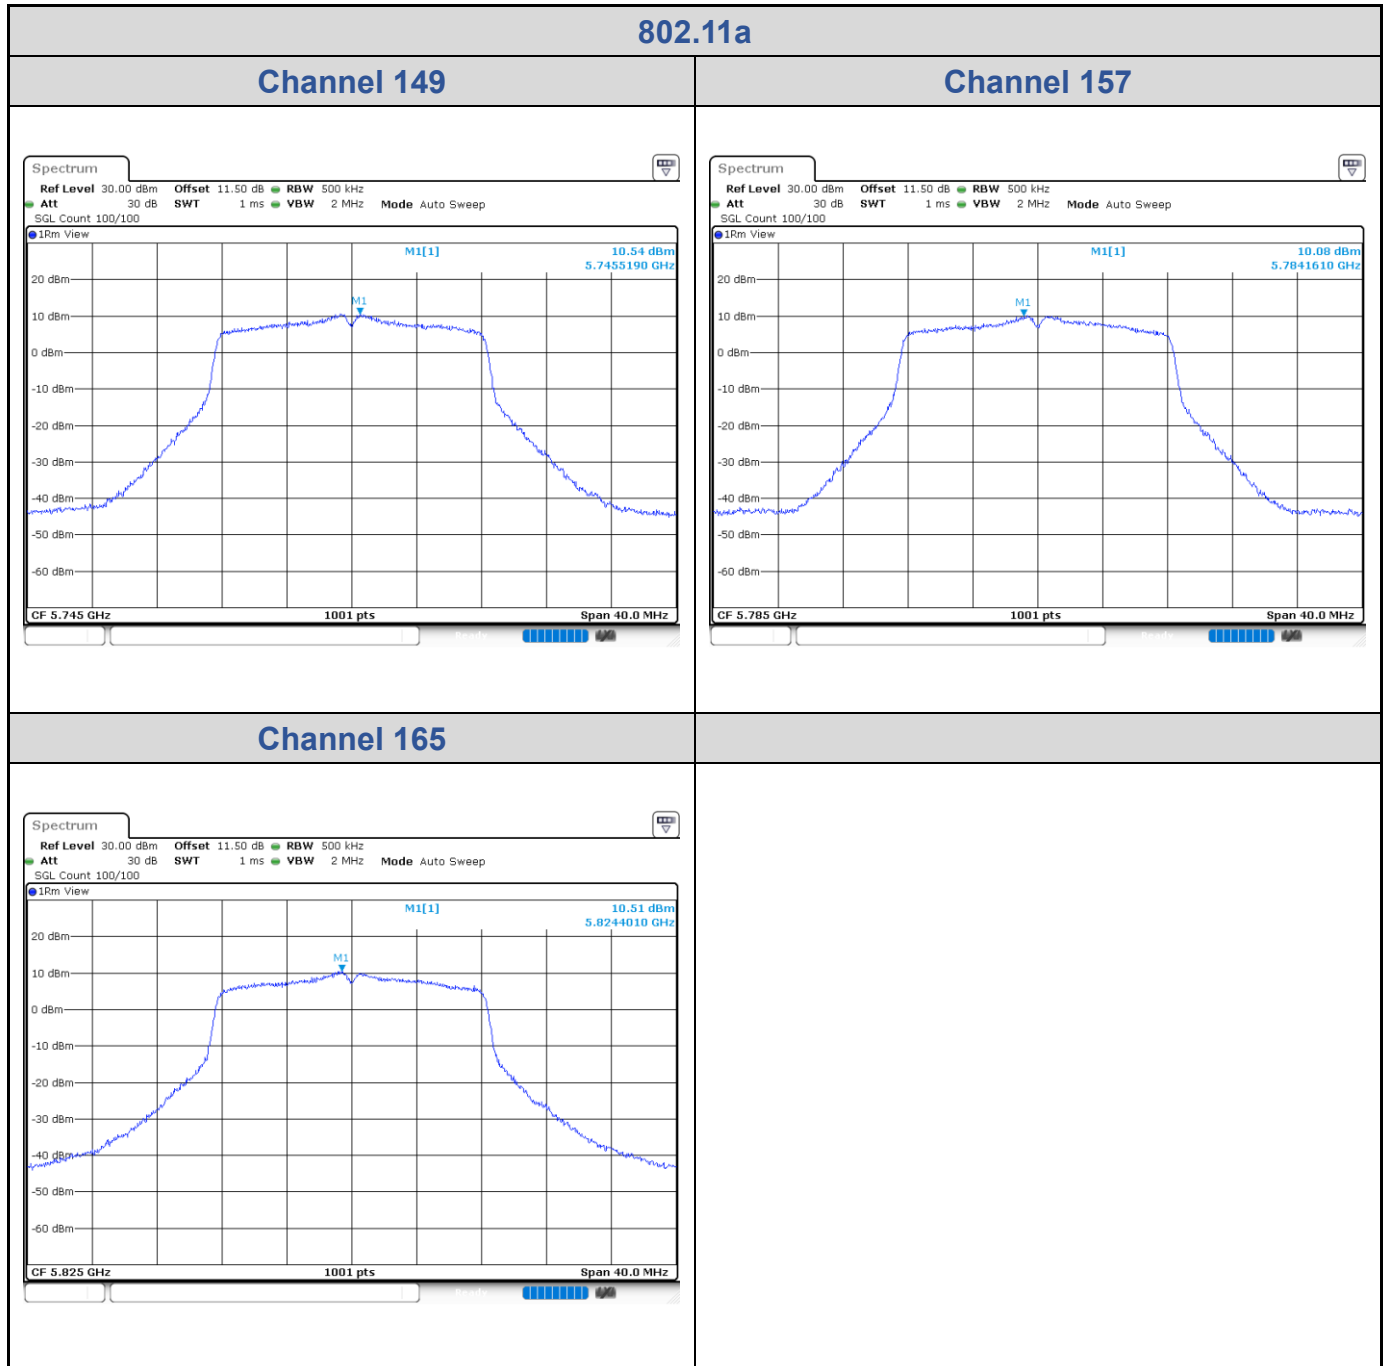 802.11a
Channel 149 Channel 157
Spectrum
Ref Level 30.00 dBm Offset 11.50 dB RBW 500 kHz
Att 30 dB SWT 1 ms VBW 2 MHz Mode Auto Sweep
SGL Count 100/100
1Rm View
M1[1] 10.54 dBm
5.7455190 GHz
20 dBm
M1
10 dBm
0 dBm
-10 dBm
-20 dBm
-30 dBm
-40 dBm
-50 dBm
-60 dBm
CF 5.745 GHz 1001 pts Span 40.0 MHz
Ready
Spectrum
Ref Level 30.00 dBm Offset 11.50 dB RBW 500 kHz
Att 30 dB SWT 1 ms VBW 2 MHz Mode Auto Sweep
SGL Count 100/100
1Rm View
M1[1] 10.08 dBm
5.7841610 GHz
20 dBm
M1
10 dBm
0 dBm
-10 dBm
-20 dBm
-30 dBm
-40 dBm
-50 dBm
-60 dBm
CF 5.785 GHz 1001 pts Span 40.0 MHz
Ready
Channel 165
Spectrum
Ref Level 30.00 dBm Offset 11.50 dB RBW 500 kHz
Att 30 dB SWT 1 ms VBW 2 MHz Mode Auto Sweep
SGL Count 100/100
1Rm View
M1[1] 10.51 dBm
5.8244010 GHz
20 dBm
M1
10 dBm
0 dBm
-10 dBm
-20 dBm
-30 dBm
-40 dBm
-50 dBm
-60 dBm
CF 5.825 GHz 1001 pts Span 40.0 MHz
Ready